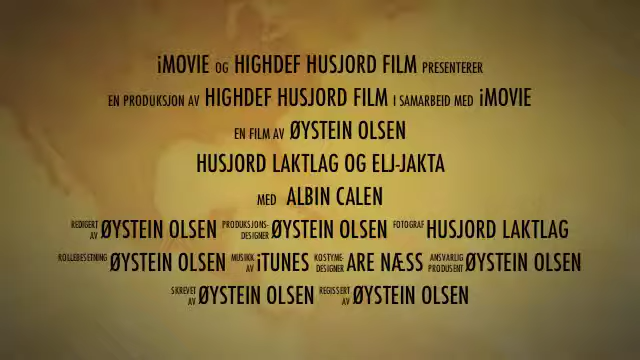 iMOVIE OG HIGHDEF HUSJORD FILM PRESENTERER
EN PRODUKSJON AV HIGHDEF HUSJORD FILM I SAMARBEID MED iMOVIE
EN FILM AV ØYSTEIN OLSEN
HUSJORD LAKTLAG OG ELJ-JAKTA
MED ALBIN CALEN
REDIGERT AV ØYSTEIN OLSEN PRODUKSJONS-DESIGNER ØYSTEIN OLSEN FOTOGRAF HUSJORD LAKTLAG
ROLLEBESETNING ØYSTEIN OLSEN MUSIKK AV iTUNES KOSTYME-DESIGNER ARE NÆSS ANSVARLIG PRODUSENT ØYSTEIN OLSEN
SKREVET AV ØYSTEIN OLSEN REGISSERT AV ØYSTEIN OLSEN